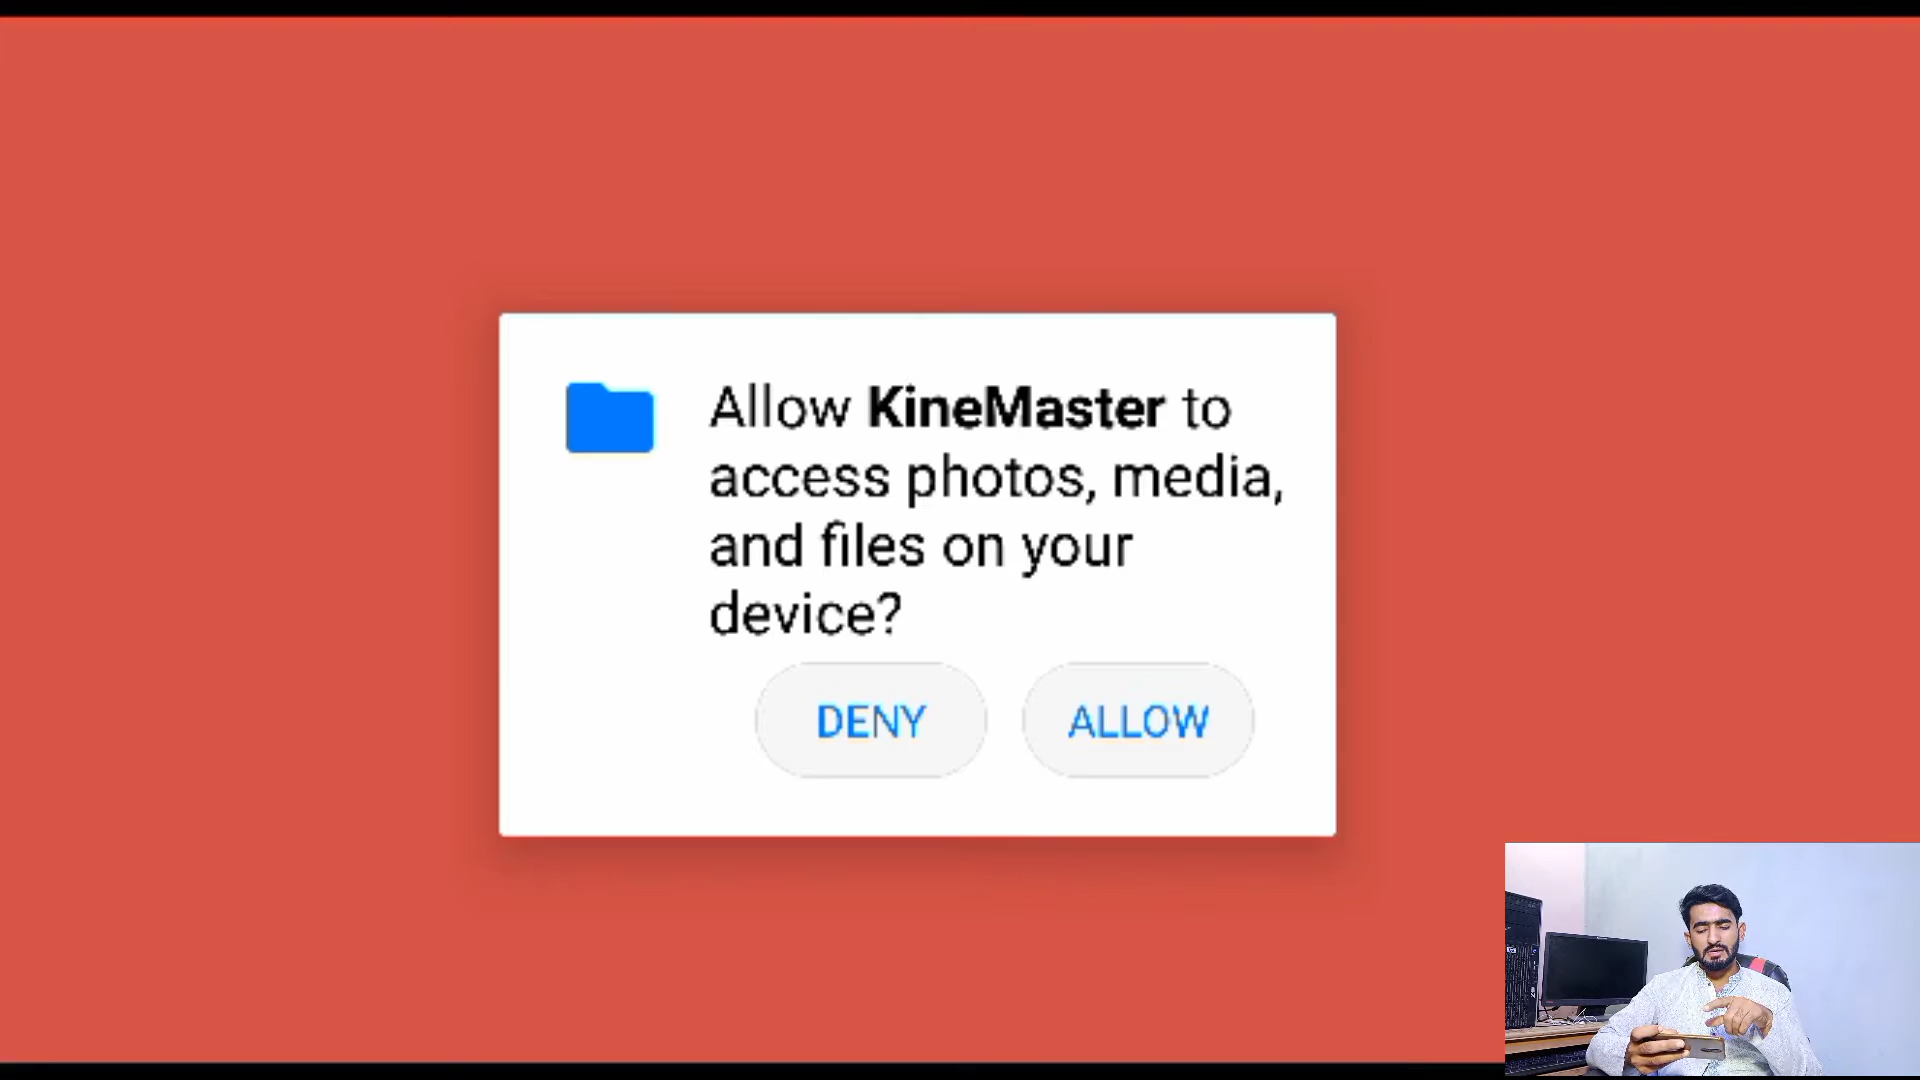 Allow KineMaster to
access photos, media,
and files on your
device?
DENY ALLOW